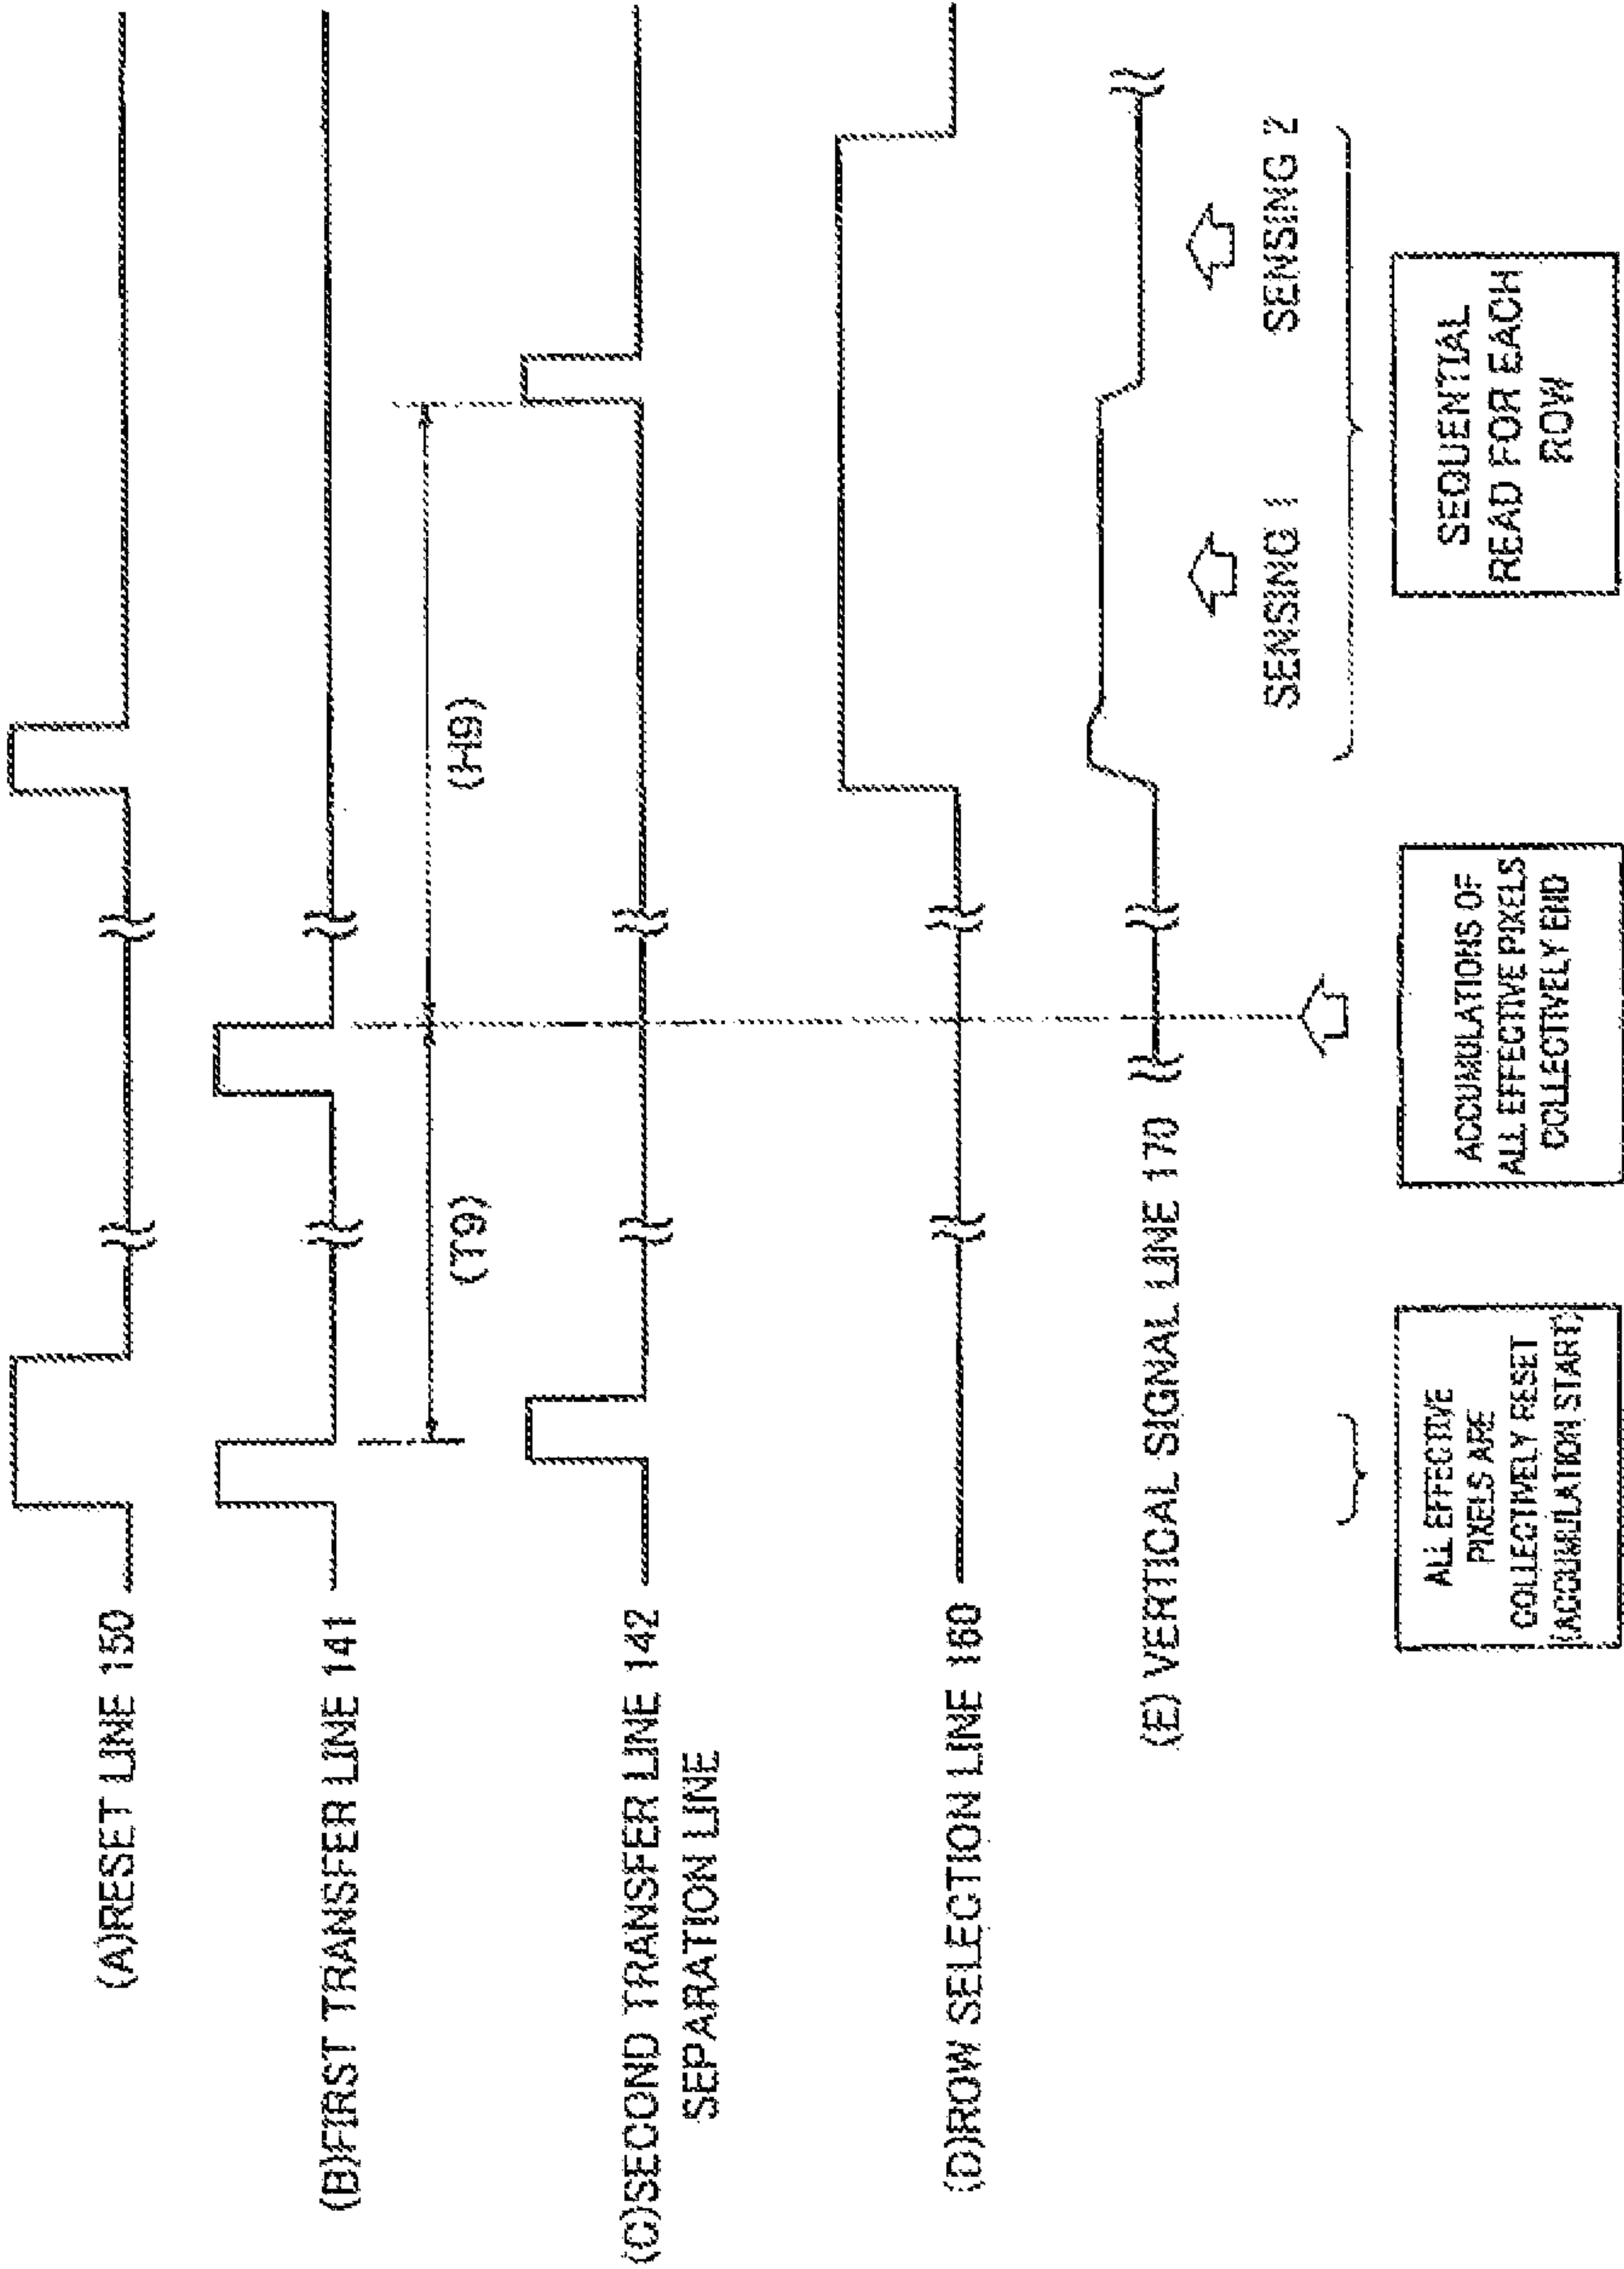 (A)RESET LINE 150
(B)FIRST TRANSFER LINE 141
(T9)
(H9)
(C)SECOND TRANSFER LINE 142
SEPARATION LINE
(D)ROW SELECTION LINE 160
(E) VERTICAL SIGNAL LINE 170
SENSING 1
SENSING 2
ALL EFFECTIVE
PIXELS ARE
COLLECTIVELY RESET
(ACCUMULATION START)
ACCUMULATIONS OF
ALL EFFECTIVE PIXELS
COLLECTIVELY END
SEQUENTIAL
READ FOR EACH
ROW